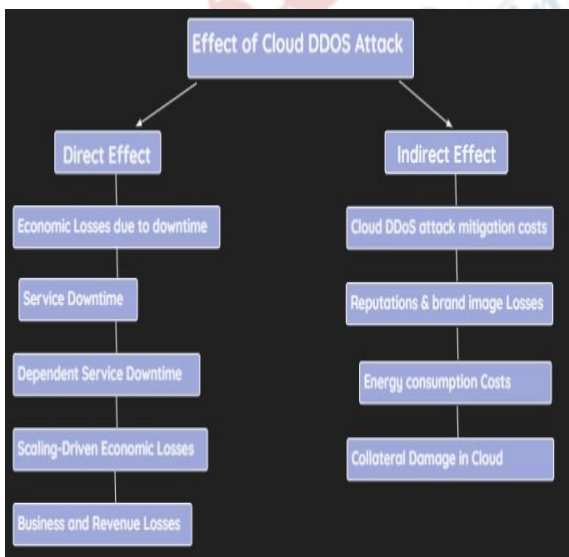 Effect of Cloud DDOS Attack
Direct Effect
Economic Losses due to downtime
Service Downtime
Dependent Service Downtime
Scaling-Driven Economic Losses
Business and Revenue Losses
Indirect Effect
Cloud DDoS attack mitigation costs
Reputations & brand image Losses
Energy consumption Costs
Collateral Damage in Cloud